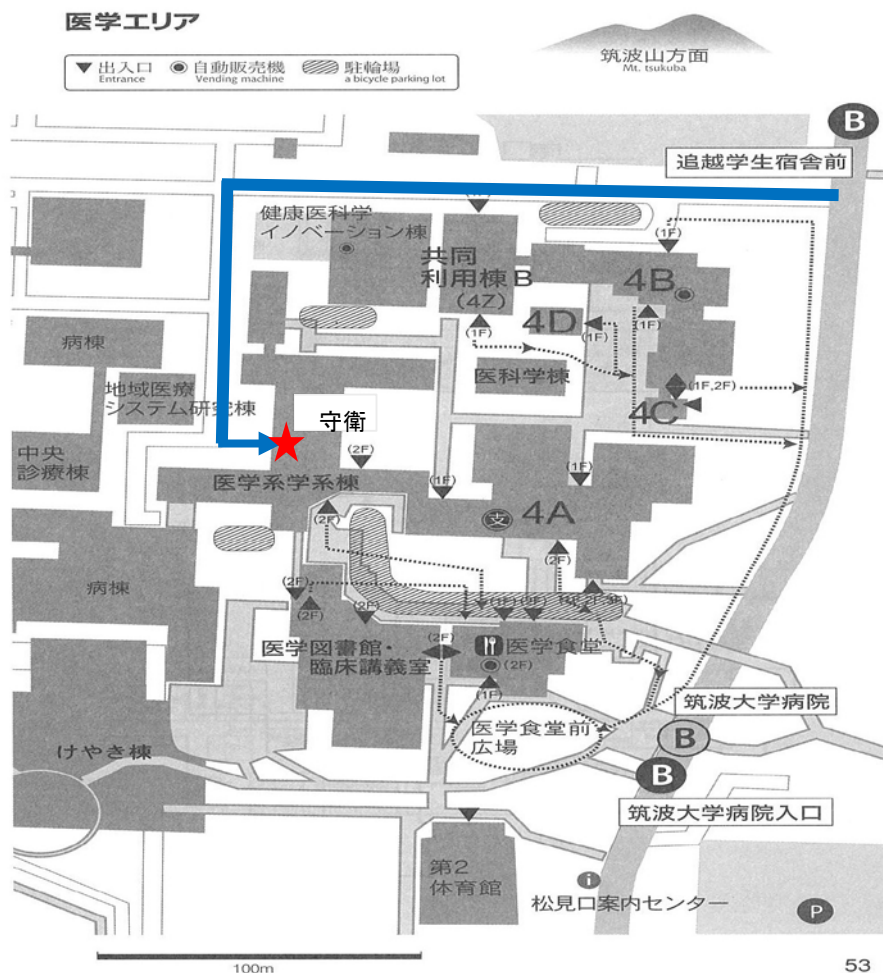 医学エリア
▼ 出入口 Entrance
自動販売機 Vending machine
駐輪場 a bicycle parking lot
筑波山方面
Mt. tsukuba
B
追越学生宿舎前
健康医科学
イノベーション棟
共同
利用棟B
(4Z)
(1F)
4B
(1F)
(1F)
4D
(1F)
(1F)
病棟
医科学棟
(1F,2F)
4C
地域医療
システム研究棟
守衛
中央
診療棟
(2F)
医学系学系棟
(1F)
(1F)
支
4A
(2F)
(2F)
病棟
(2F)
(2F)
(2F)
(1F)
(2F)
医学図書館・
臨床講義室
(2F)
医学食堂
(2F)
(1F)
筑波大学病院
B
医学食堂前
広場
けやき棟
B
筑波大学病院入口
第2
体育館
i
松見口案内センター
P
100m
53